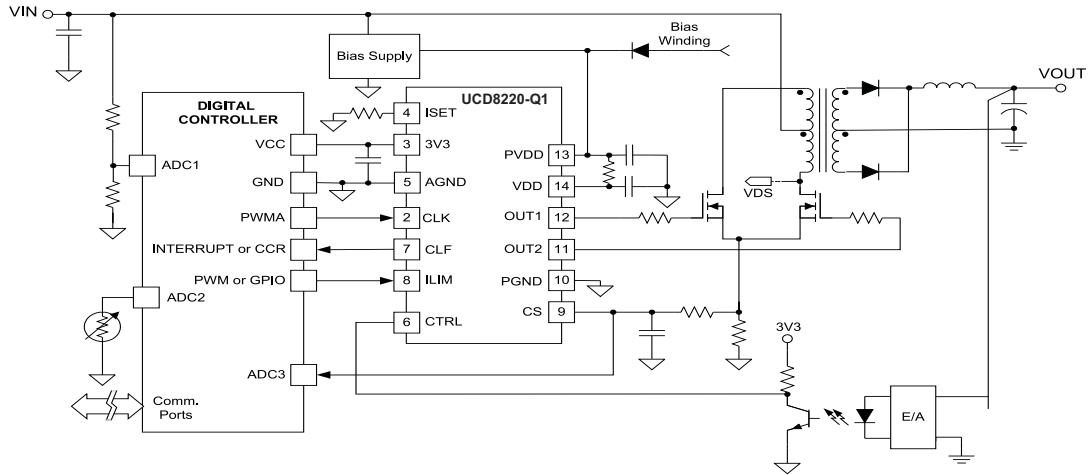 VIN
Bias Supply
Bias
Winding
VOUT
UCD8220-Q1
DIGITAL
CONTROLLER
4 ISET
VCC
3 3V3
PVDD 13
ADC1
GND
5 AGND
VDD 14
VDS
PWMA
2 CLK
OUT1 12
INTERRUPT or CCR
7 CLF
OUT2 11
PWM or GPIO
8 ILIM
PGND 10
ADC2
6 CTRL
CS 9
3V3
ADC3
Comm.
Ports
E/A